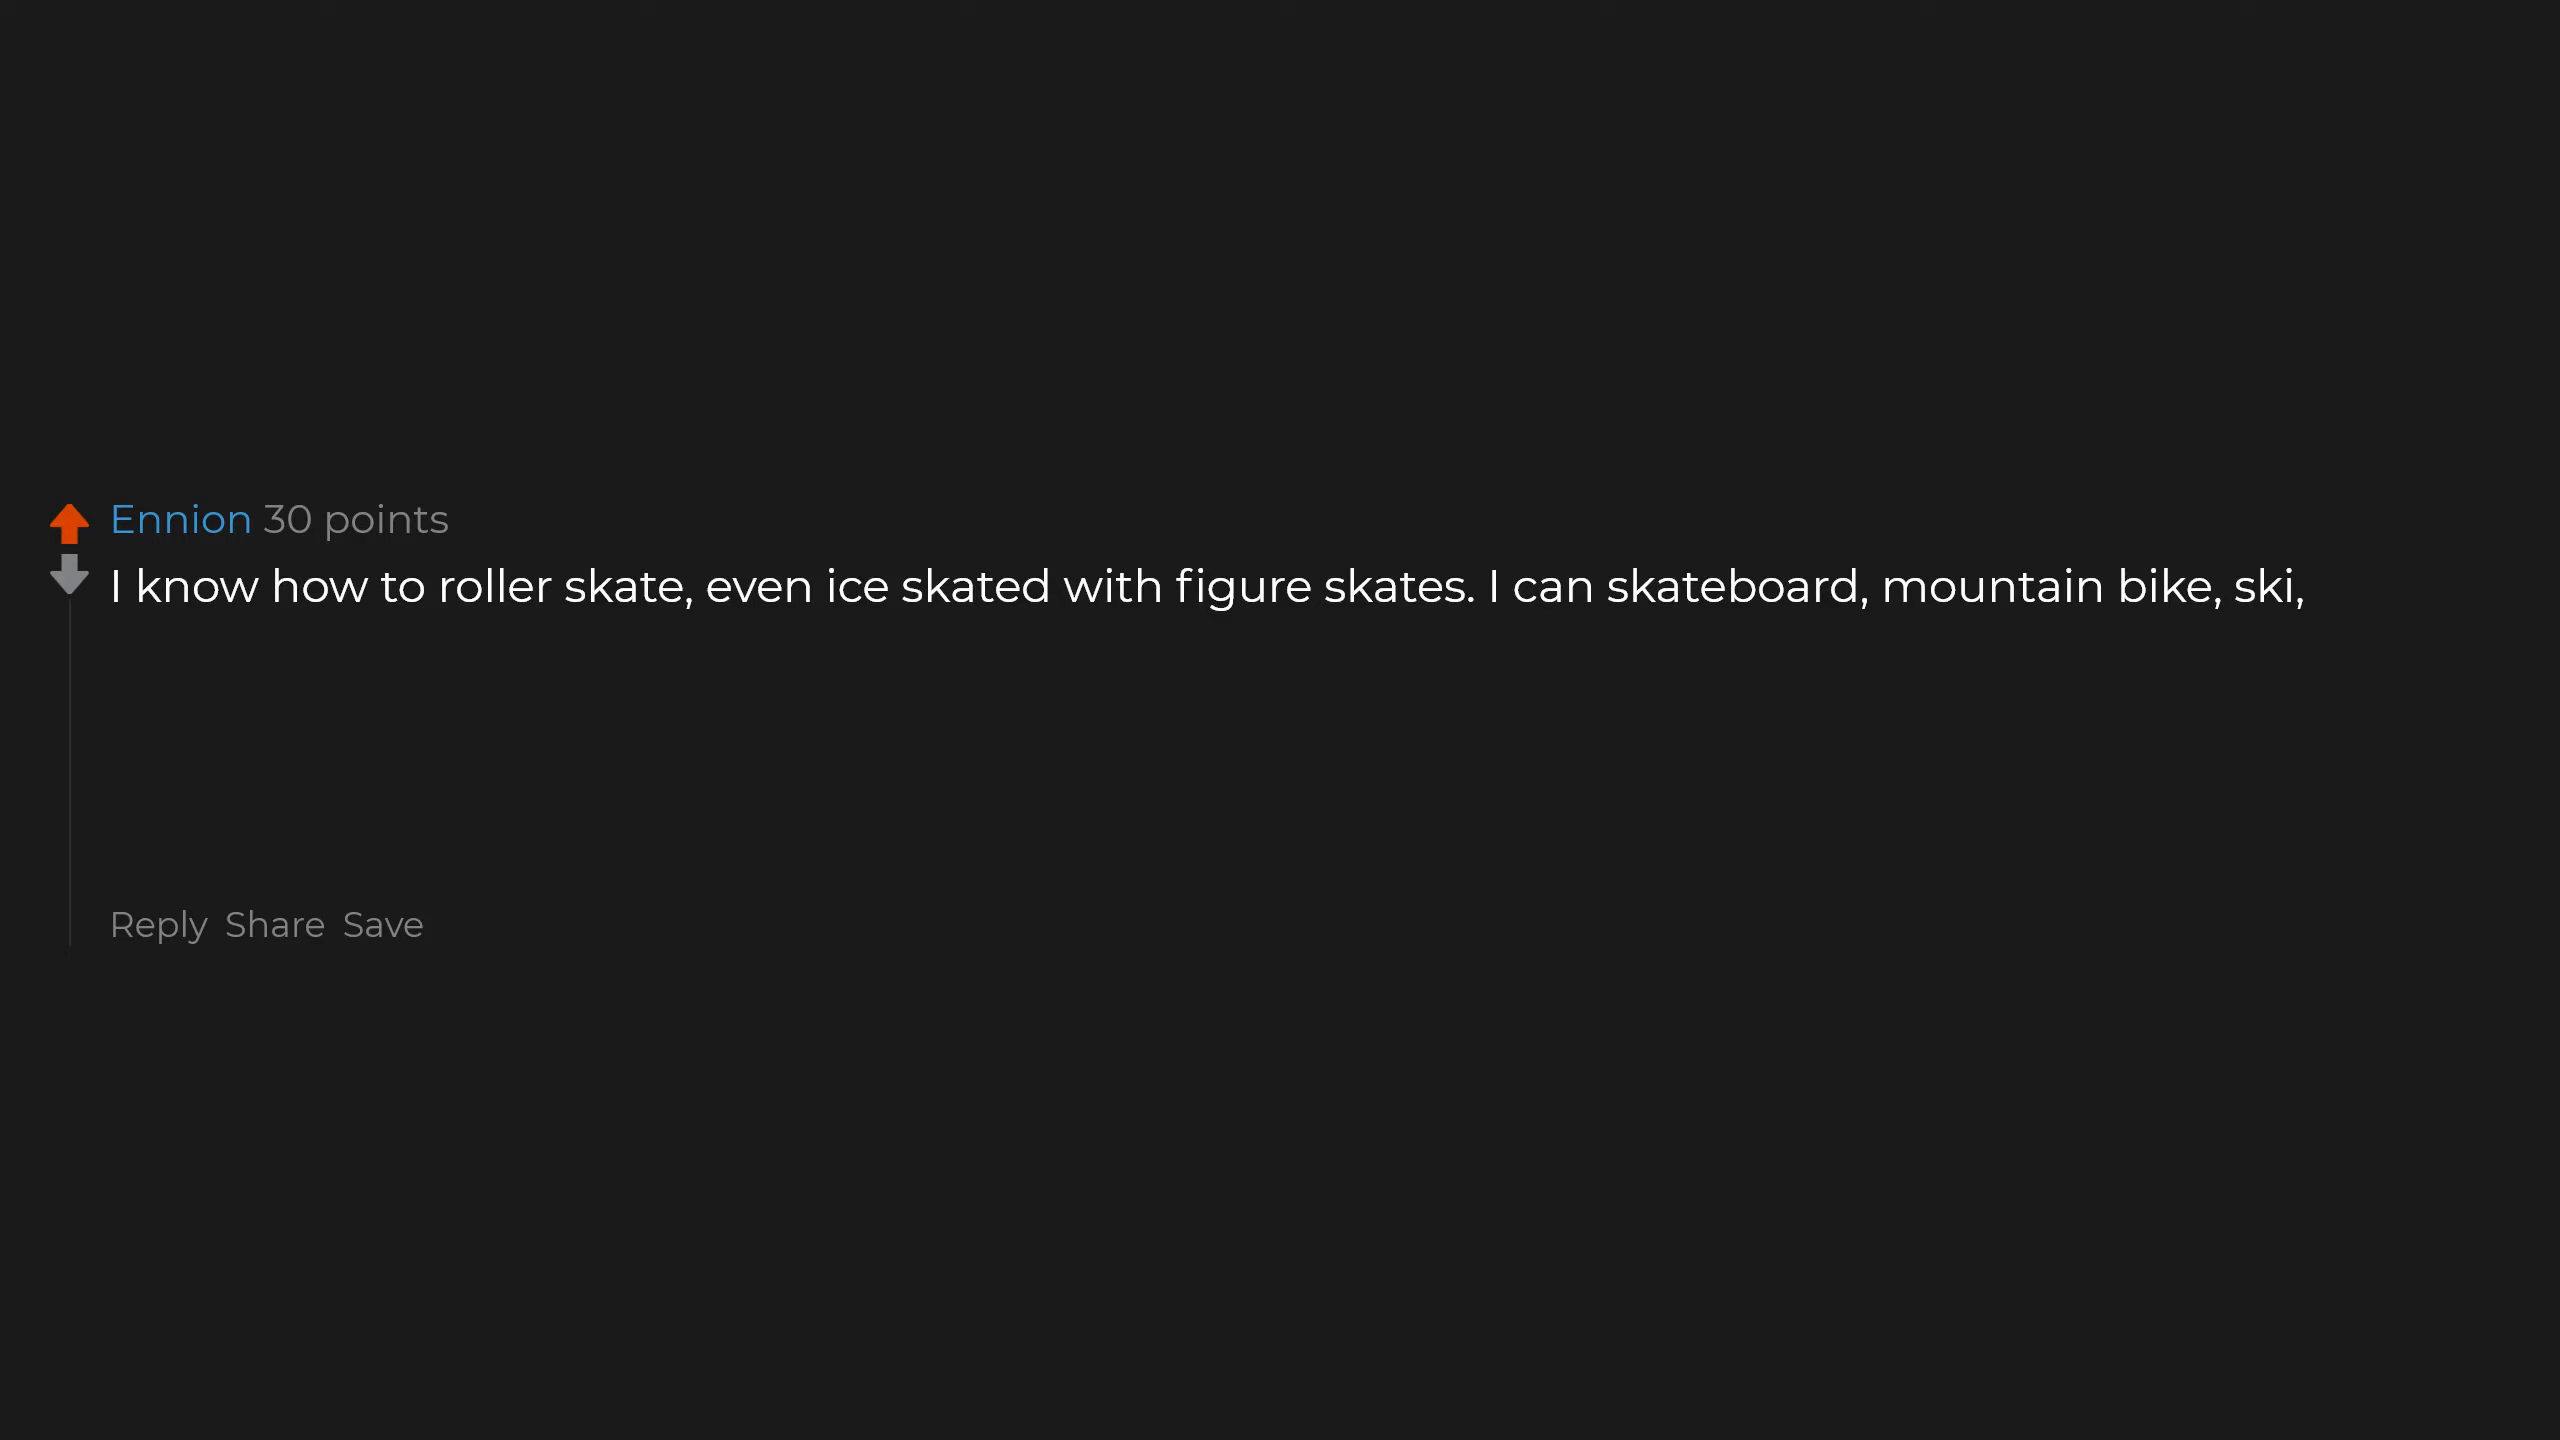 Ennion 30 points
I know how to roller skate, even ice skated with figure skates. I can skateboard, mountain bike, ski,
Reply Share Save